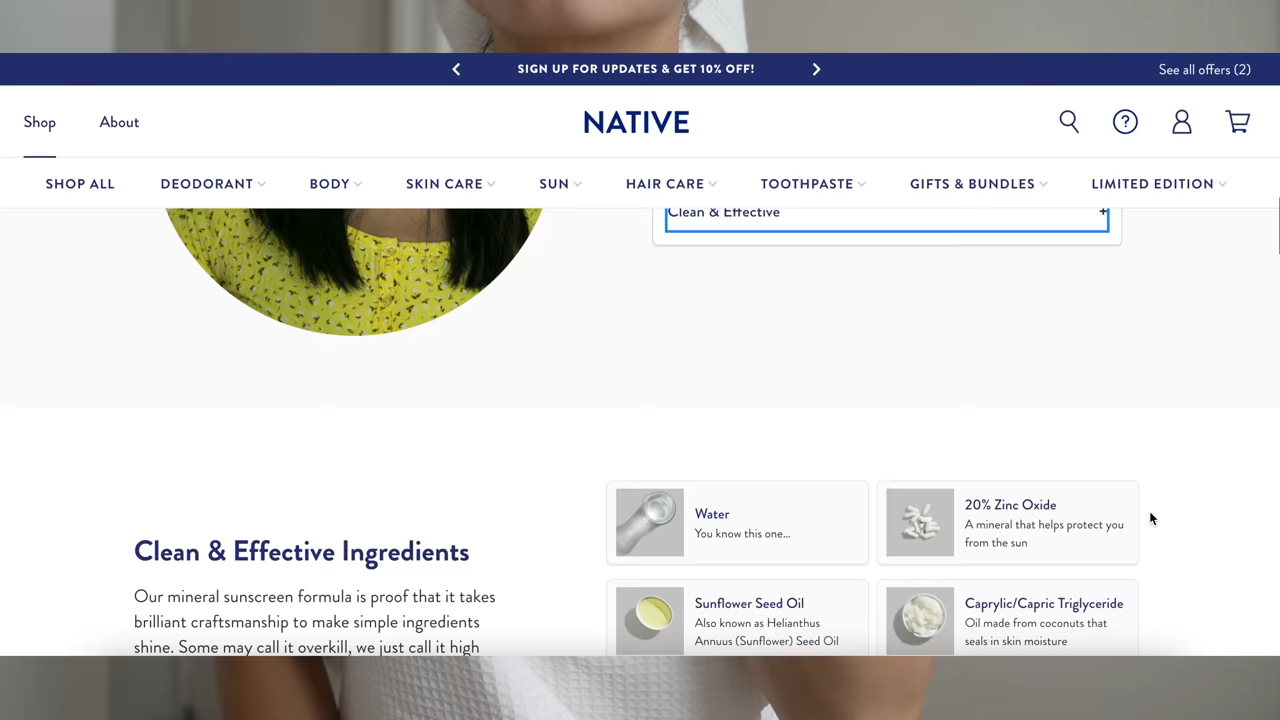 SIGN UP FOR UPDATES & GET 10% OFF!
See all offers (2)
Shop
About
NATIVE
SHOP ALL
DEODORANT
BODY
SKIN CARE
SUN
HAIR CARE
TOOTHPASTE
GIFTS & BUNDLES
LIMITED EDITION
Clean & Effective +
Clean & Effective Ingredients
Our mineral sunscreen formula is proof that it takes
brilliant craftsmanship to make simple ingredients
shine. Some may call it overkill, we just call it high
Water
You know this one...
20% Zinc Oxide
A mineral that helps protect you
from the sun
Sunflower Seed Oil
Also known as Helianthus
Annuus (Sunflower) Seed Oil
Caprylic/Capric Triglyceride
Oil made from coconuts that
seals in skin moisture